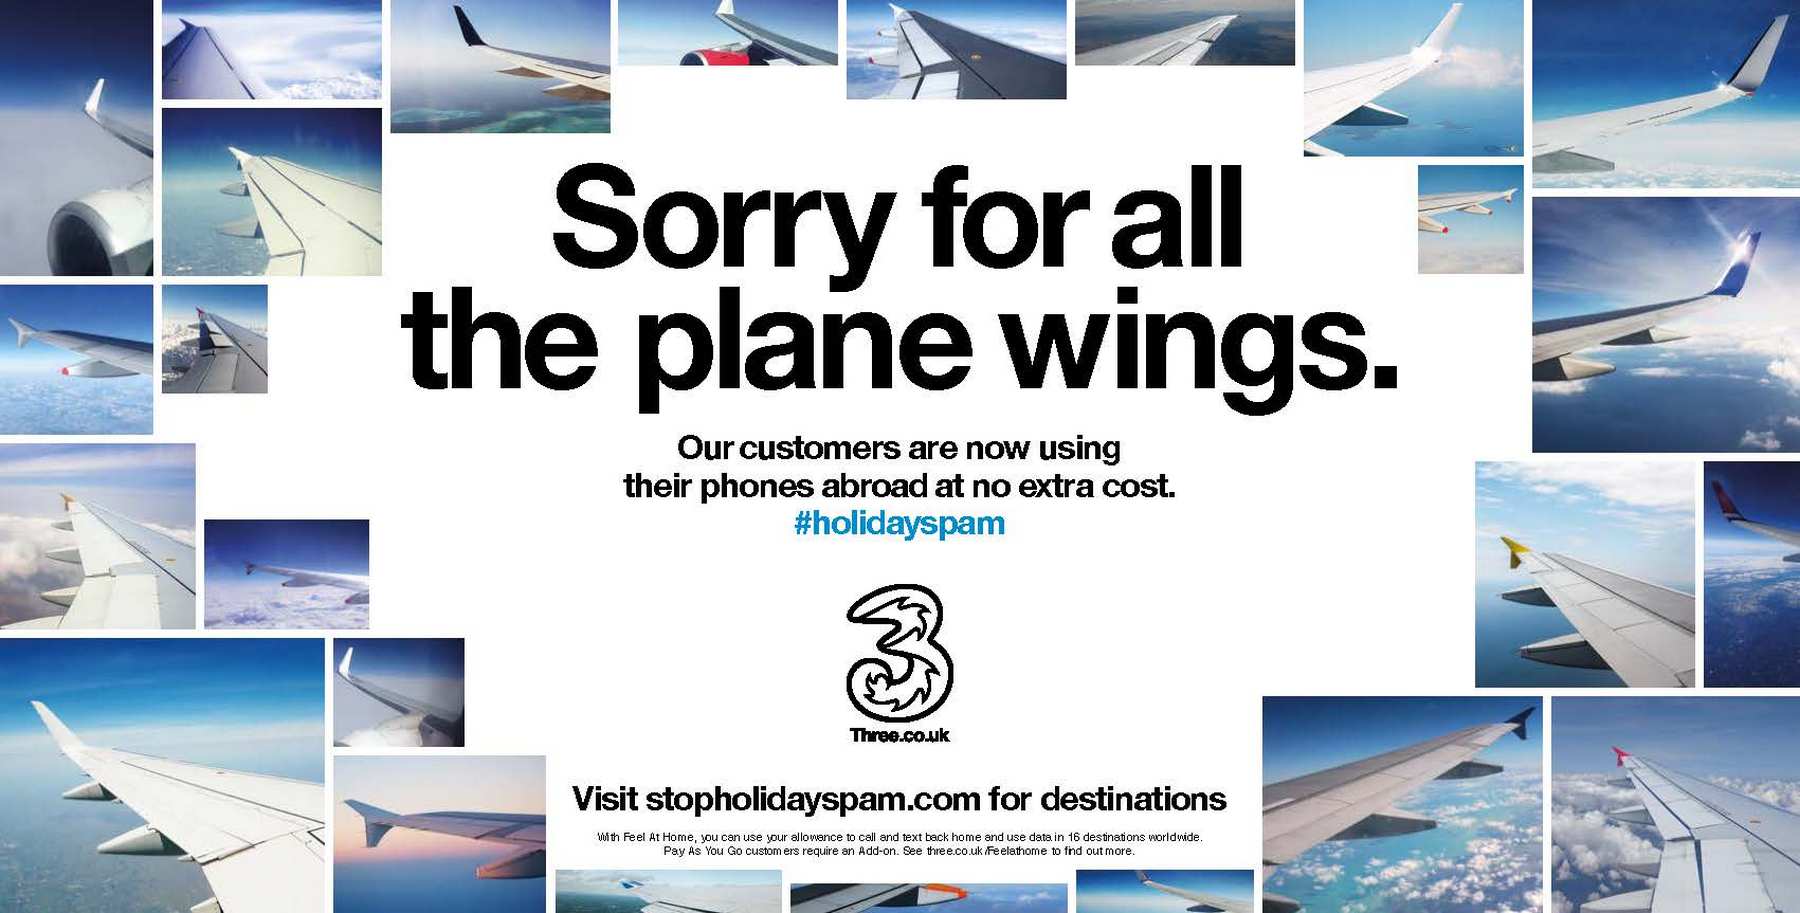 Sorry for all
the plane wings.
Our customers are now using
their phones abroad at no extra cost.
#holidayspam
Three.co.uk
Visit stopholidayspam.com for destinations
With Feel At Home, you can use your allowance to call and text back home and use data in 16 destinations worldwide.
Pay As You Go customers require an Add-on. See three.co.uk/Feelathome to find out more.